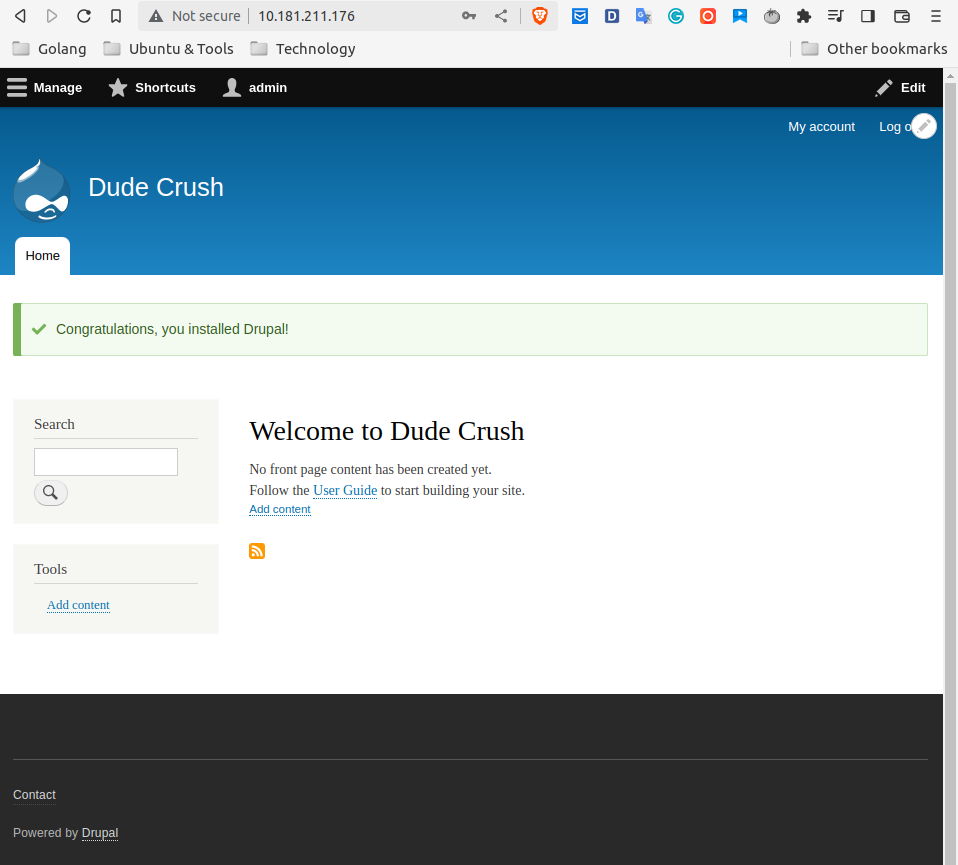 Not secure 10.181.211.176
Golang Ubuntu & Tools Technology Other bookmarks
Manage Shortcuts admin Edit
My account Log o
Dude Crush
Home
Congratulations, you installed Drupal!
Search
Welcome to Dude Crush
No front page content has been created yet.
Follow the User Guide to start building your site.
Add content
Tools
Add content
Contact
Powered by Drupal